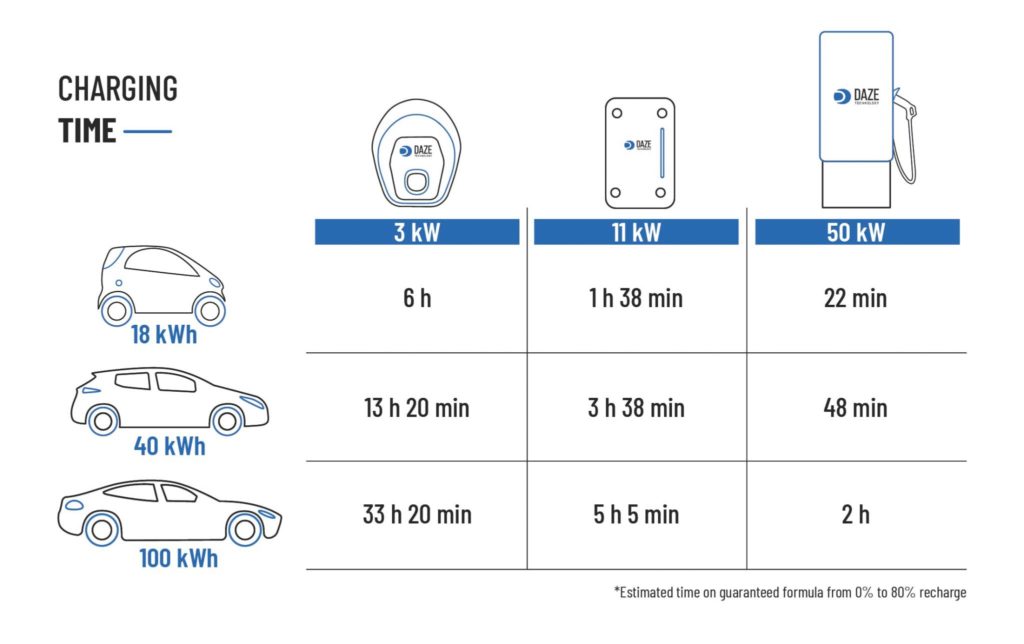 CHARGING
TIME
DAZE
TECHNOLOGY
DAZE
TECHNOLOGY
DAZE
TECHNOLOGY
3 kW
11 kW
50 kW
18 kWh
6 h
1 h 38 min
22 min
40 kWh
13 h 20 min
3 h 38 min
48 min
100 kWh
33 h 20 min
5 h 5 min
2 h
*Estimated time on guaranteed formula from 0% to 80% recharge